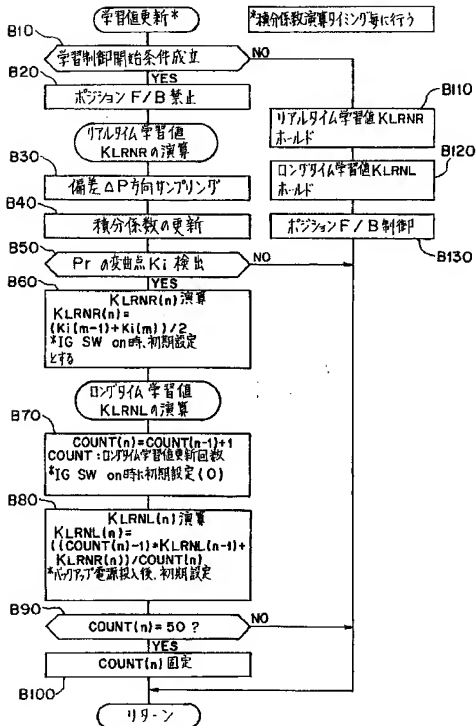 学習値更新*
*積分係数演算タイミング毎に行う
B10
学習制御開始条件成立
NO
YES
B20
ポジション F/B 禁止
リアルタイム学習値
KLRNRの演算
B30
偏差ΔP方向サンプリング
B40
積分係数の更新
B50
Prの変曲点Ki検出
NO
YES
B60
KLRNR(n)演算
KLRNR(n)=
(Ki(m-1)+Ki(m))/2
*IG SW on時、初期設定
とする
ロングタイム学習値
KLRNLの演算
B70
COUNT(n)=COUNT(n-1)+1
COUNT:ロングタイム学習値更新回数
*IG SW on時に初期設定(0)
B80
KLRNL(n)演算
KLRNL(n)=
((COUNT(n)-1)*KLRNL(n-1)+
KLRNR(n))/COUNT(n)
*バックアップ電源投入後、初期設定
B90
COUNT(n)=50?
NO
YES
COUNT(n)固定
B100
リターン
B110
リアルタイム学習値KLRNR
ホールド
B120
ロングタイム学習値KLRNL
ホールド
ポジションF/B制御
B130